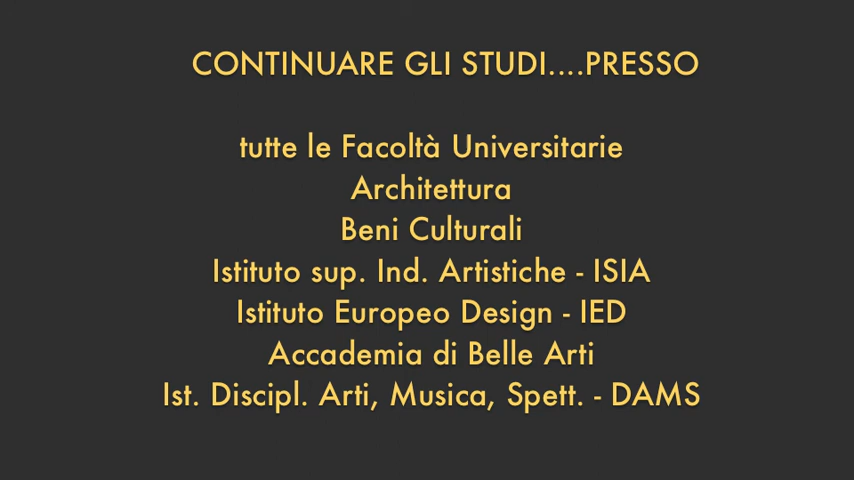 CONTINUARE GLI STUDI....PRESSO
tutte le Facoltà Universitarie
Architettura
Beni Culturali
Istituto sup. Ind. Artistiche - ISIA
Istituto Europeo Design - IED
Accademia di Belle Arti
Ist. Discipl. Arti, Musica, Spett. - DAMS